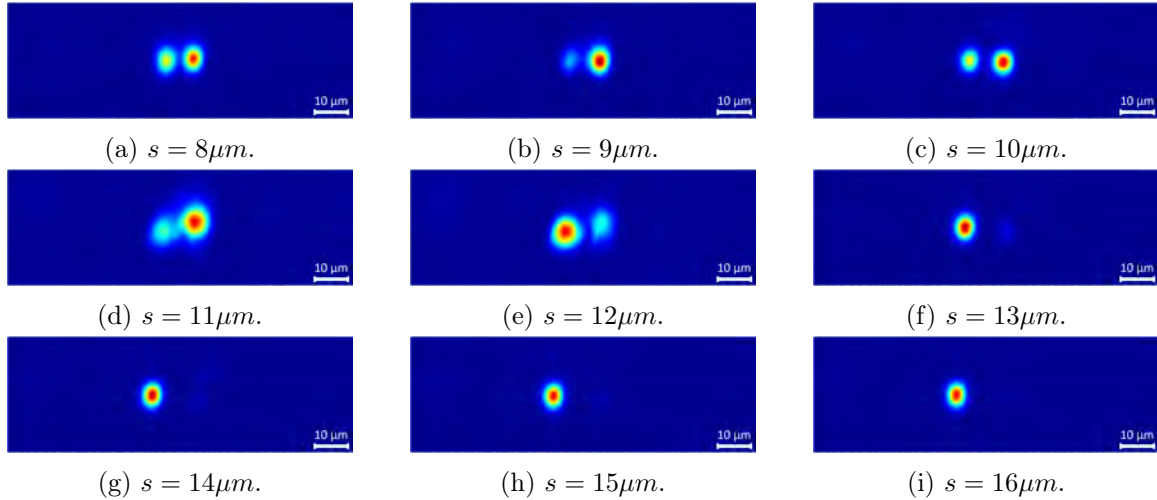 10 μm 10 μm 10 μm
(a) s = 8μm. (b) s = 9μm. (c) s = 10μm.
10 μm 10 μm 10 μm
(d) s = 11μm. (e) s = 12μm. (f) s = 13μm.
10 μm 10 μm 10 μm
(g) s = 14μm. (h) s = 15μm. (i) s = 16μm.